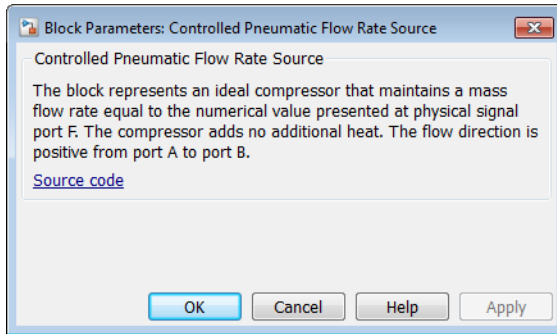 Block Parameters: Controlled Pneumatic Flow Rate Source
Controlled Pneumatic Flow Rate Source
The block represents an ideal compressor that maintains a mass
flow rate equal to the numerical value presented at physical signal
port F. The compressor adds no additional heat. The flow direction is
positive from port A to port B.
Source code
OK Cancel Help Apply